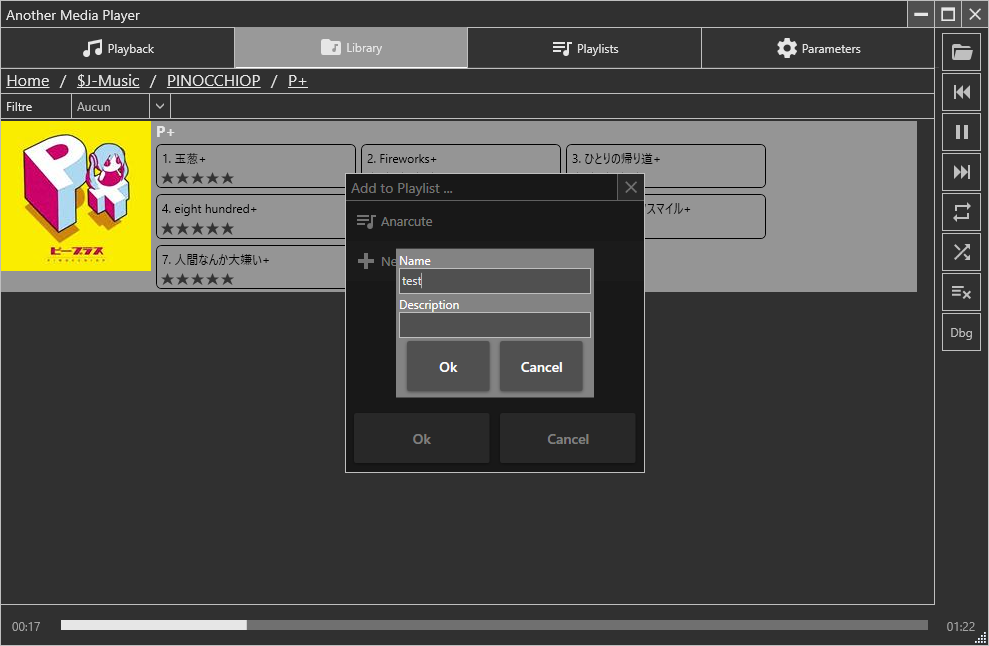 Another Media Player
Playback
Library
Playlists
Parameters
Home / $J-Music / PINOCCHIOP / P+
Filtre
Aucun
P+
1. 王葱+
2. Fireworks+
3. ひとりの帰り道+
4. eight hundred+
スマイル+
7. 人間なんか大嫌い+
ピープラス
PINOCCHIOP
Add to Playlist ...
Anarcute
Ne
Name
test
Description
Ok
Cancel
Ok
Cancel
Dbg
00:17
01:22